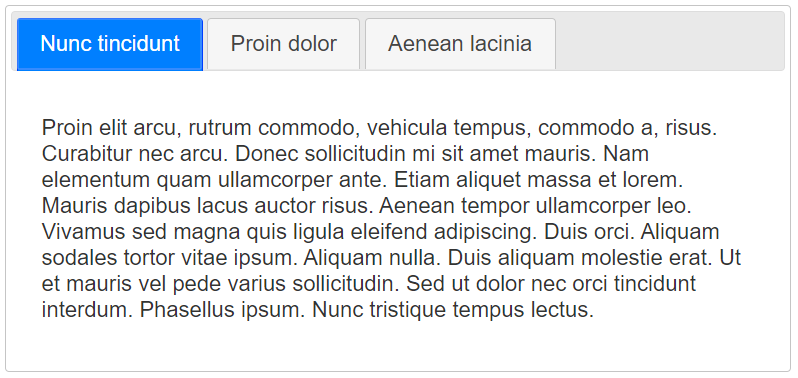 Nunc tincidunt Proin dolor Aenean lacinia
Proin elit arcu, rutrum commodo, vehicula tempus, commodo a, risus.
Curabitur nec arcu. Donec sollicitudin mi sit amet mauris. Nam
elementum quam ullamcorper ante. Etiam aliquet massa et lorem.
Mauris dapibus lacus auctor risus. Aenean tempor ullamcorper leo.
Vivamus sed magna quis ligula eleifend adipiscing. Duis orci. Aliquam
sodales tortor vitae ipsum. Aliquam nulla. Duis aliquam molestie erat. Ut
et mauris vel pede varius sollicitudin. Sed ut dolor nec orci tincidunt
interdum. Phasellus ipsum. Nunc tristique tempus lectus.